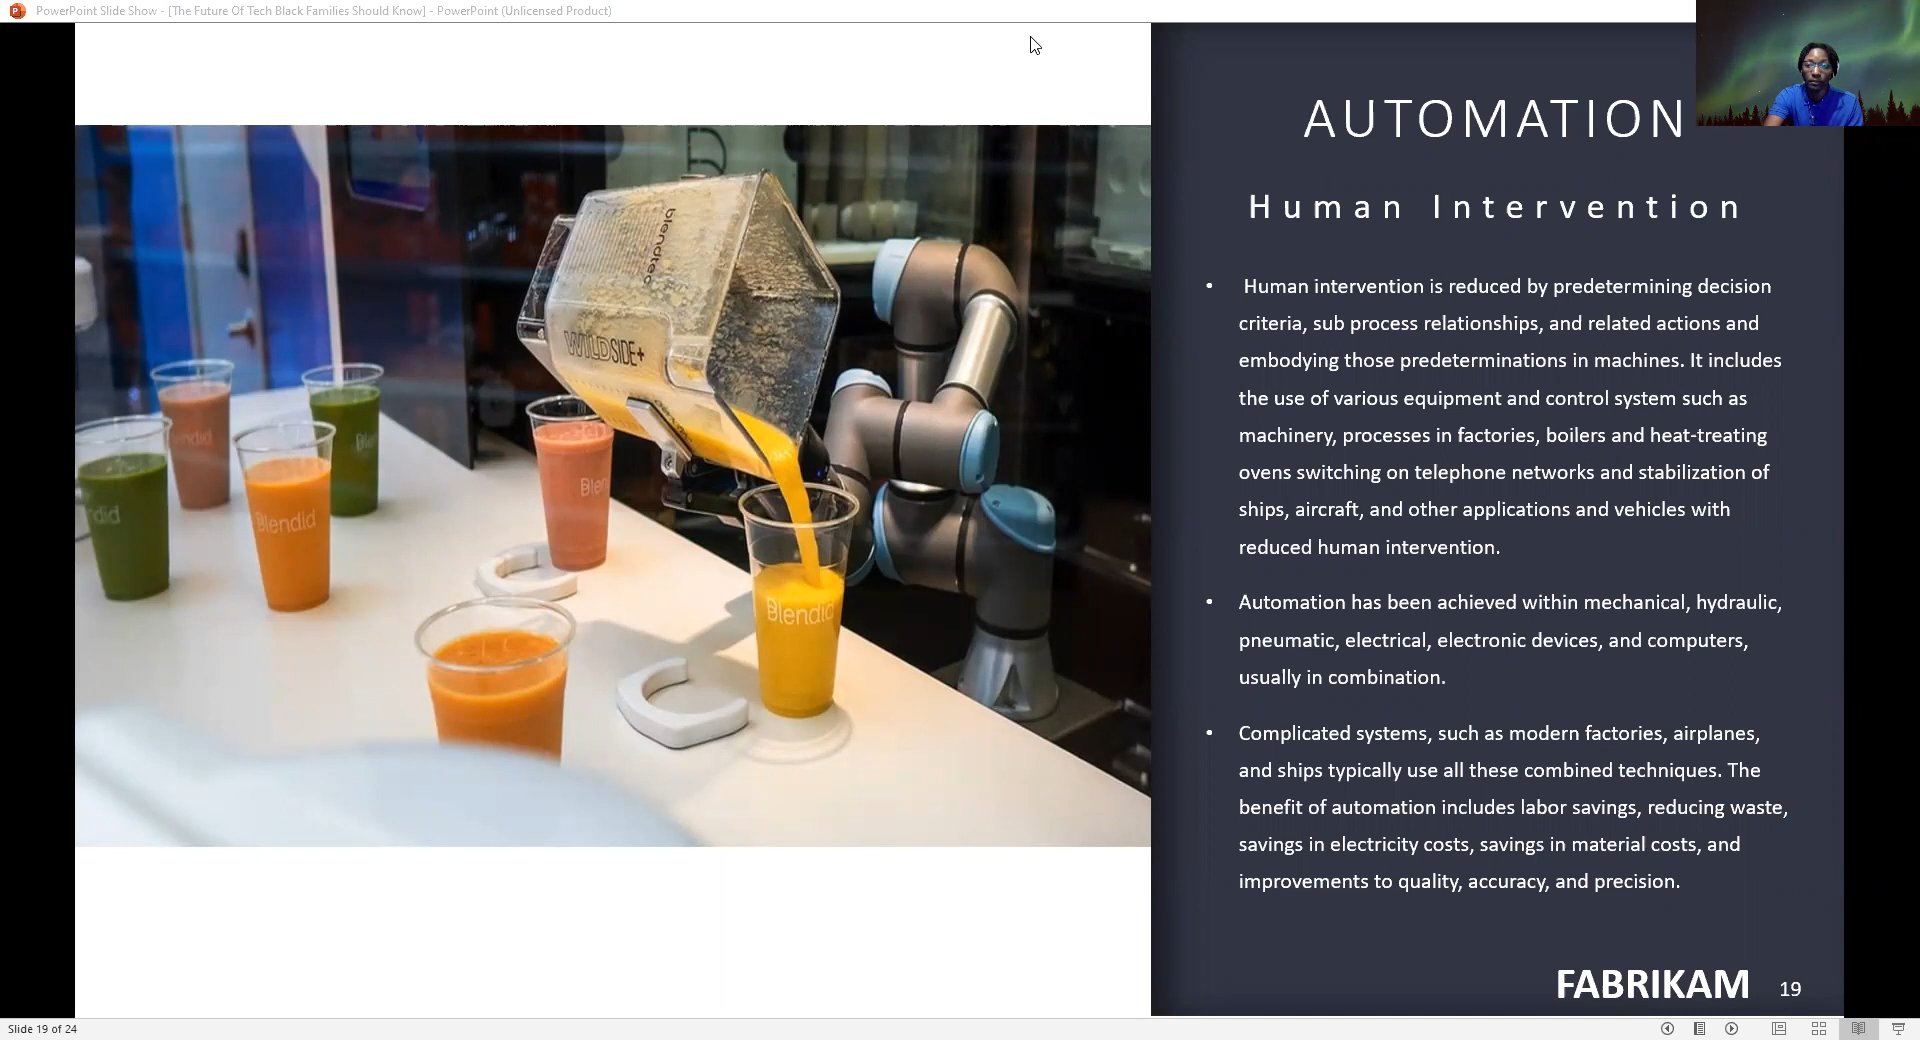 PowerPoint Slide Show - [The Future Of Tech Black Families Should Know] - PowerPoint (Unlicensed Product)
AUTOMATION
Human Intervention
• Human intervention is reduced by predetermining decision
criteria, sub process relationships, and related actions and
embodying those predeterminations in machines. It includes
the use of various equipment and control system such as
machinery, processes in factories, boilers and heat-treating
ovens switching on telephone networks and stabilization of
ships, aircraft, and other applications and vehicles with
reduced human intervention.
• Automation has been achieved within mechanical, hydraulic,
pneumatic, electrical, electronic devices, and computers,
usually in combination.
• Complicated systems, such as modern factories, airplanes,
and ships typically use all these combined techniques. The
benefit of automation includes labor savings, reducing waste,
savings in electricity costs, savings in material costs, and
improvements to quality, accuracy, and precision.
FABRIKAM 19
blendtec
WILDSIDE+
Blendid
Blendid
Slide 19 of 24